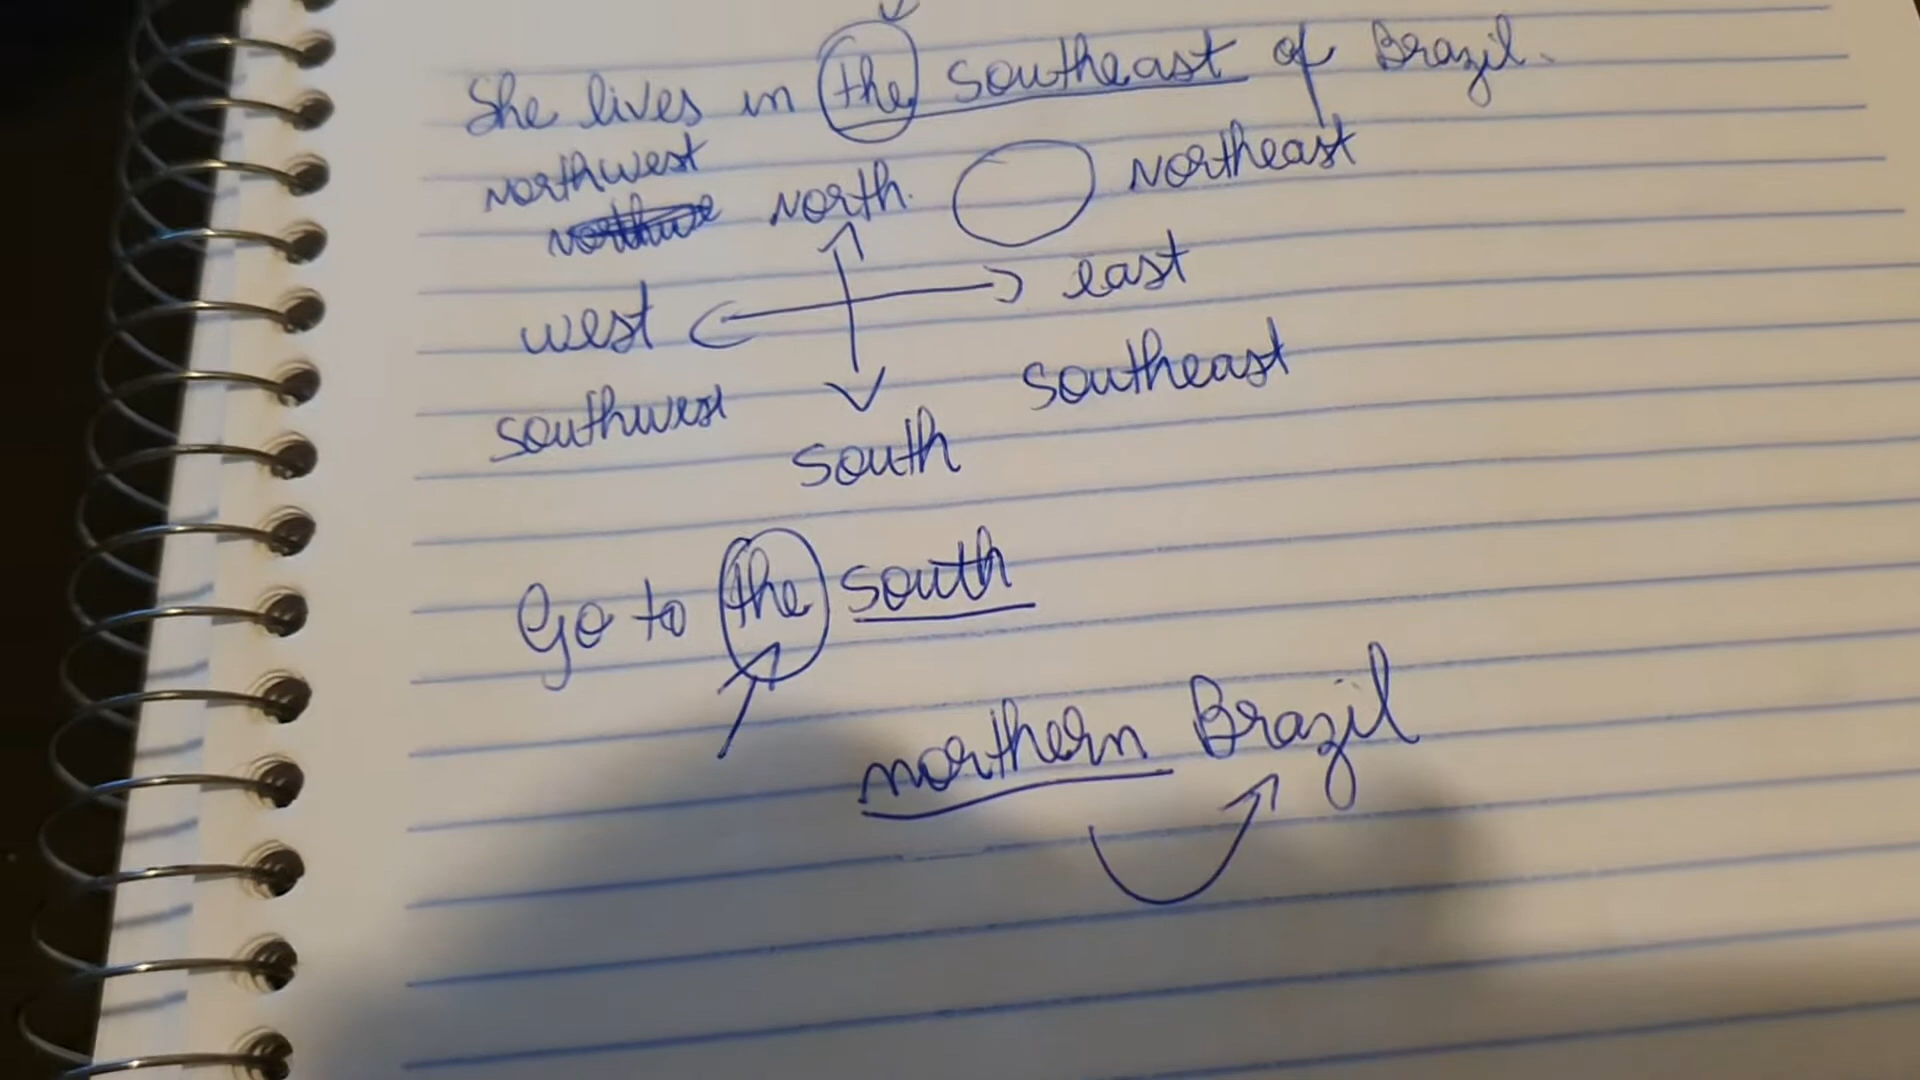 She lives in the southeast of Brazil.
northwest
north. northeast
west east
southwest southeast
south
Go to the south
northern Brazil